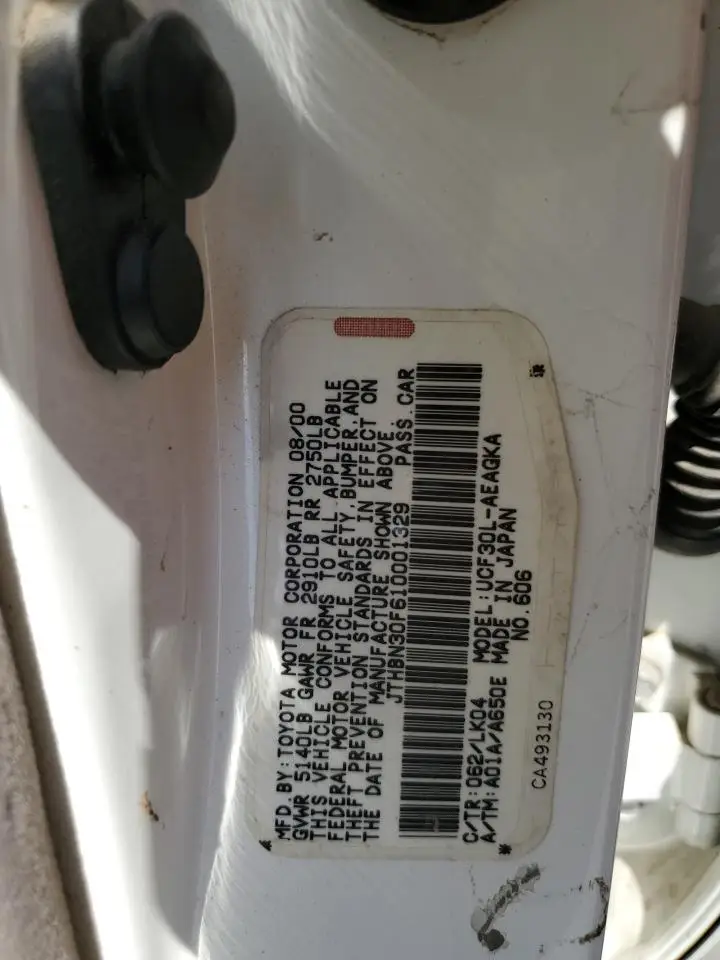 MFD. BY: TOYOTA MOTOR CORPORATION 08/00
GVWR 5140LB GAWR FR 2910LB RR 2750LB
THIS VEHICLE CONFORMS TO ALL APPLICABLE
FEDERAL MOTOR VEHICLE SAFETY, BUMPER, AND
THEFT PREVENTION STANDARDS IN EFFECT ON
THE DATE OF MANUFACTURE SHOWN ABOVE.
JTHBN30F610001329 PASS. CAR
C/TR: 062/LK04 MODEL: UCF30L-AEAGKA
A/TM: A01A/A650E MADE IN JAPAN
NO. 606
CA493130